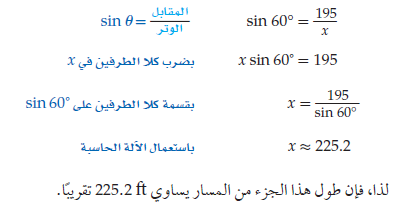 sin θ = المقابل / الوتر    sin 60° = 195/x
بضرب كلا الطرفين في x    x sin 60° = 195
بقسمة كلا الطرفين على sin 60°    x = 195/sin 60°
باستعمال الآلة الحاسبة    x ≈ 225.2
لذا، فإن طول هذا الجزء من المسار يساوي 225.2 ft تقريبًا.